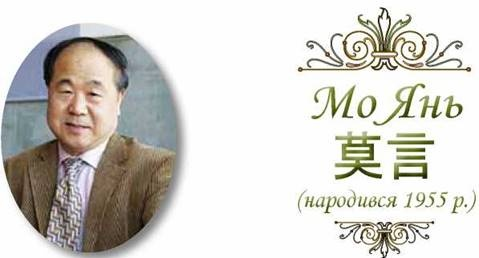 Мо Янь
莫言
(народився 1955 р.)